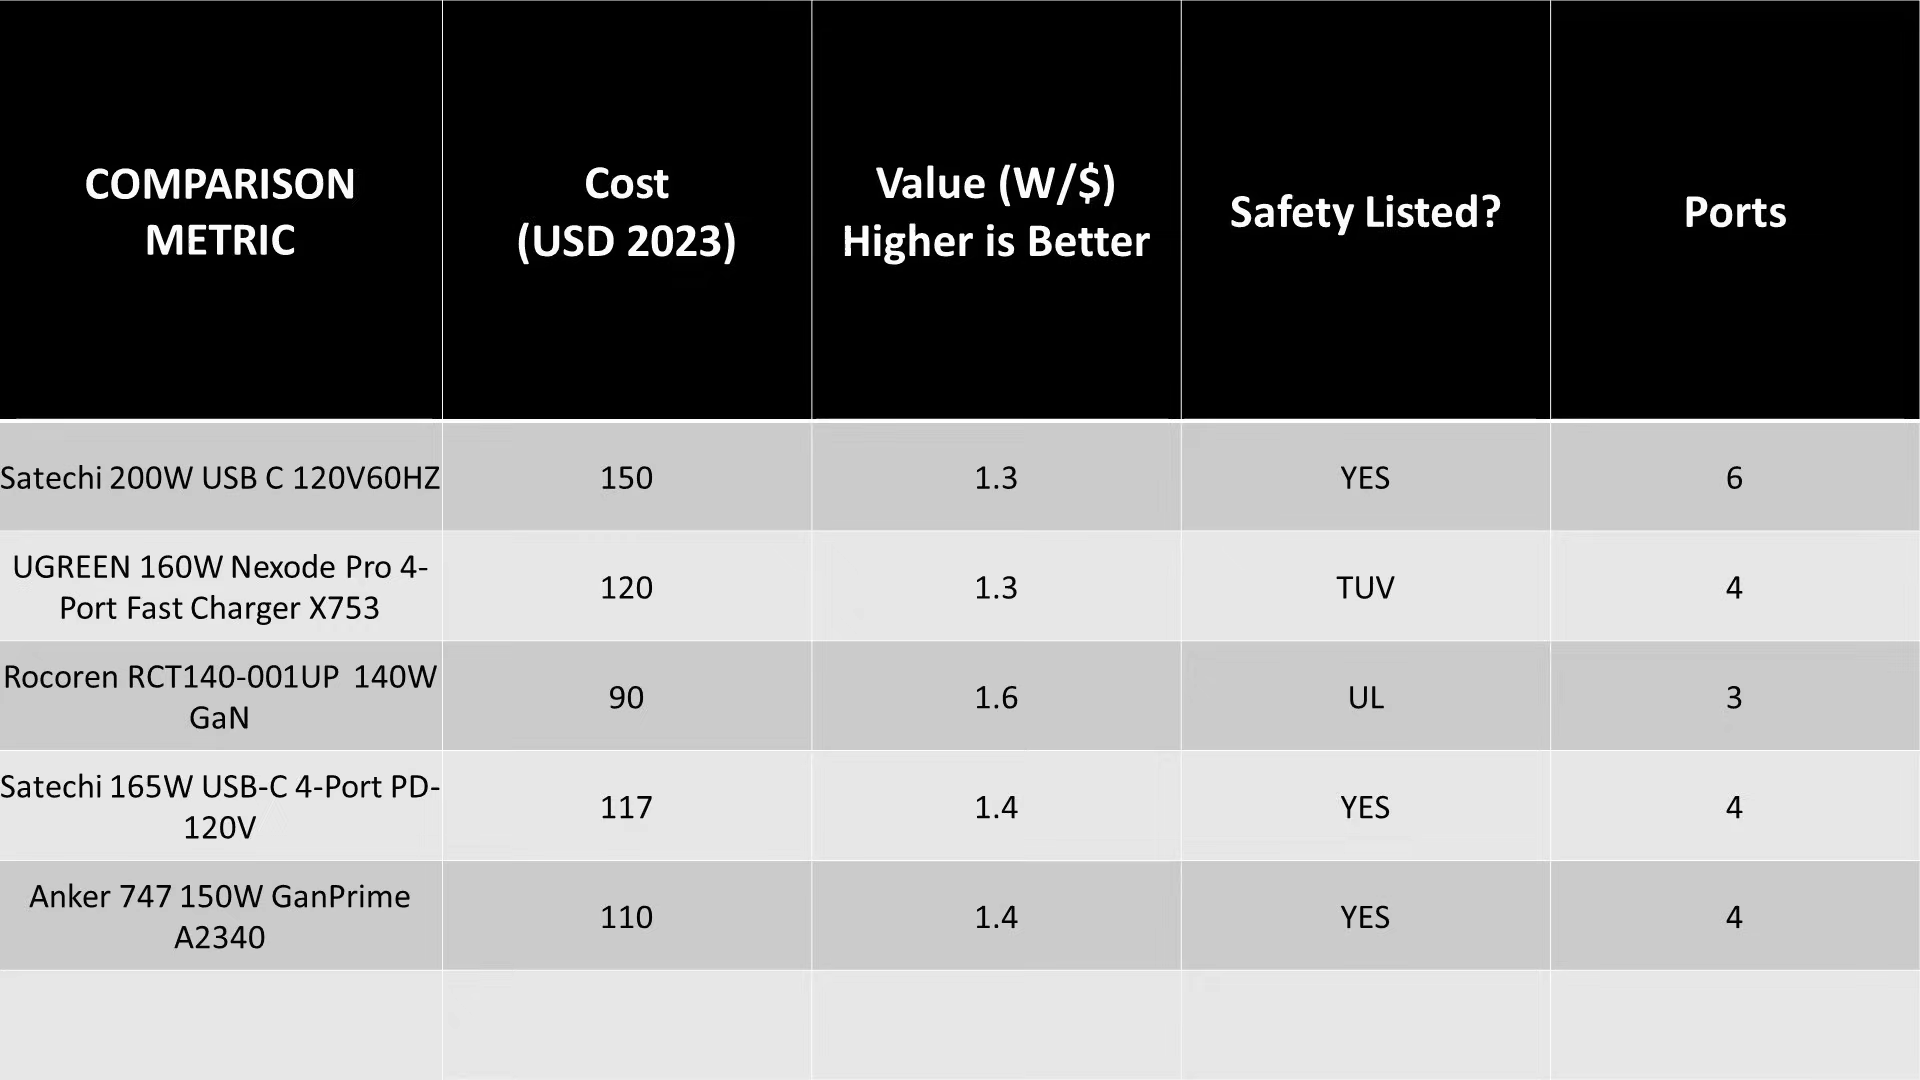 COMPARISON
METRIC
Cost
(USD 2023)
Value (W/$)
Higher is Better
Safety Listed?
Ports
Satechi 200W USB C 120V60HZ
150
1.3
YES
6
UGREEN 160W Nexode Pro 4-
Port Fast Charger X753
120
1.3
TUV
4
Rocoren RCT140-001UP  140W
GaN
90
1.6
UL
3
Satechi 165W USB-C 4-Port PD-
120V
117
1.4
YES
4
Anker 747 150W GanPrime
A2340
110
1.4
YES
4